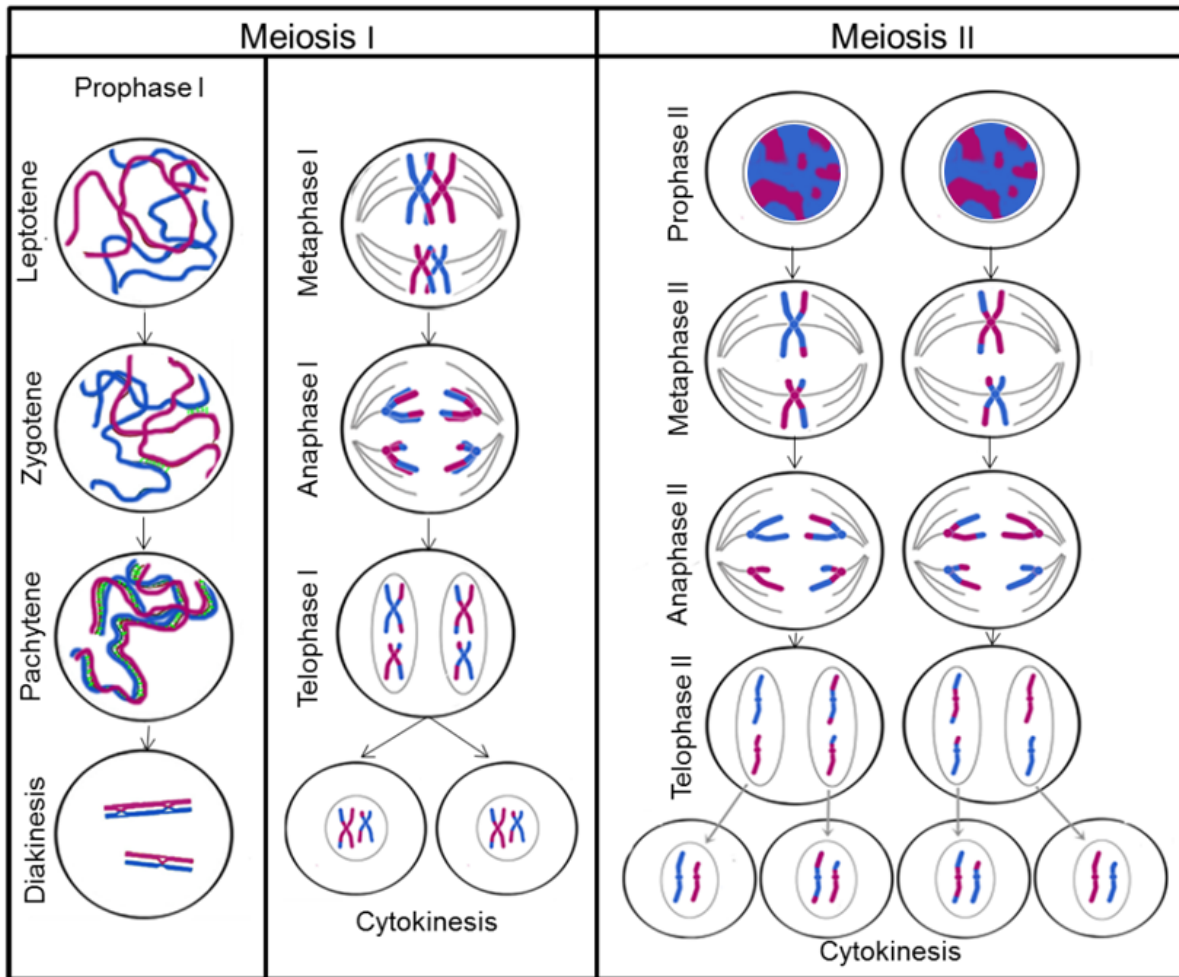 Meiosis I
Meiosis II
Prophase I
Leptotene
Zygotene
Pachytene
Diakinesis
Metaphase I
Anaphase I
Telophase I
Cytokinesis
Prophase II
Metaphase II
Anaphase II
Telophase II
Cytokinesis